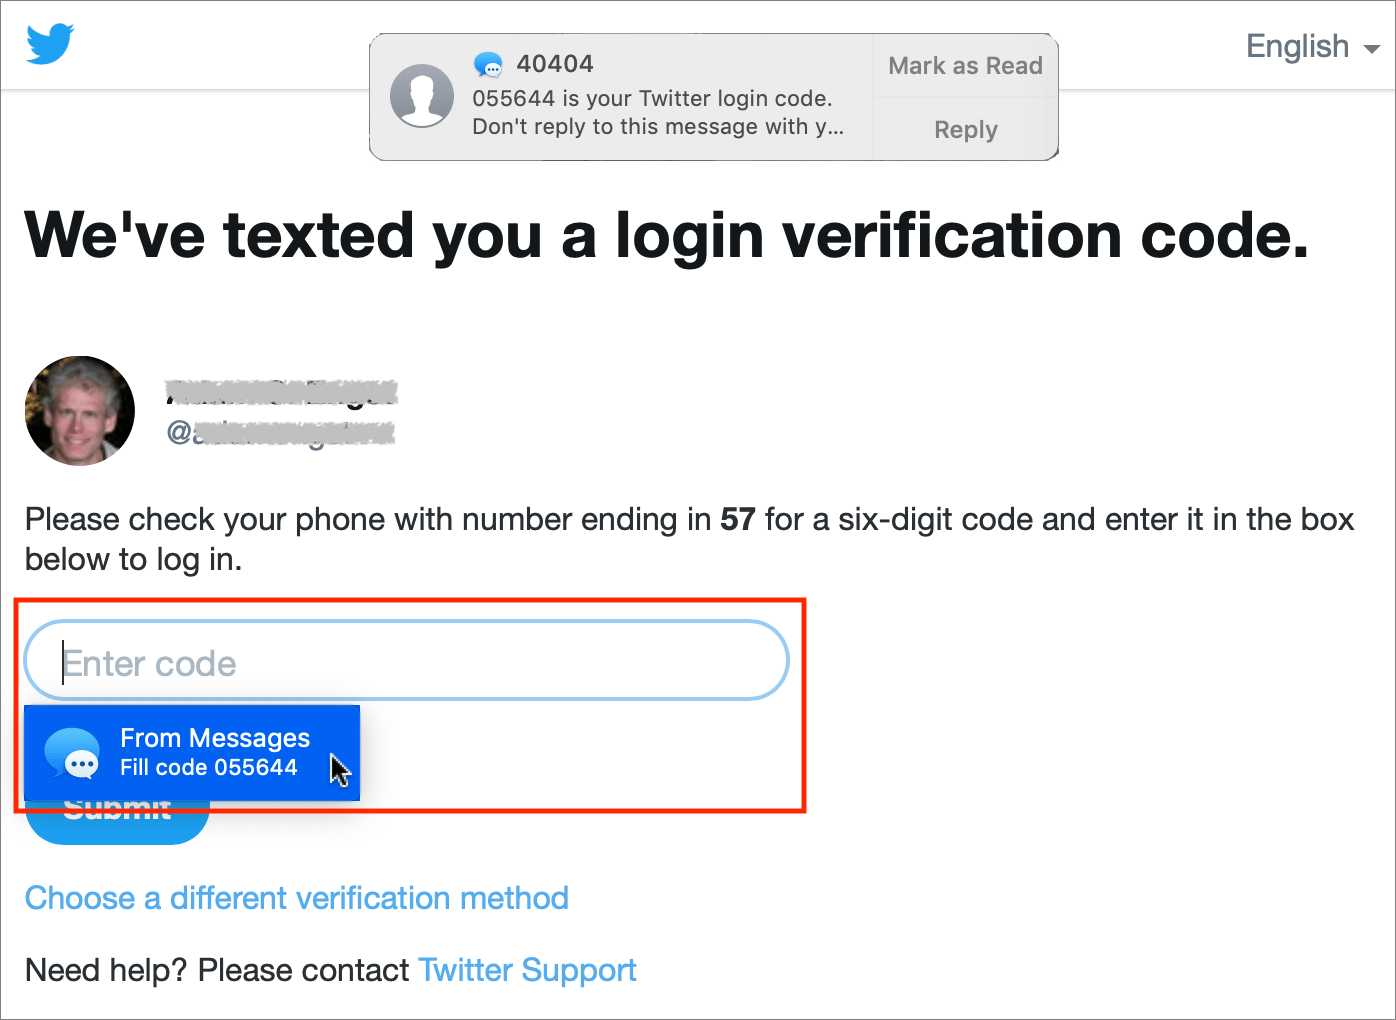 English
40404
055644 is your Twitter login code.
Don't reply to this message with y...
Mark as Read
Reply
We've texted you a login verification code.
@
Please check your phone with number ending in 57 for a six-digit code and enter it in the box
below to log in.
Enter code
From Messages
Fill code 055644
Submit
Choose a different verification method
Need help? Please contact Twitter Support